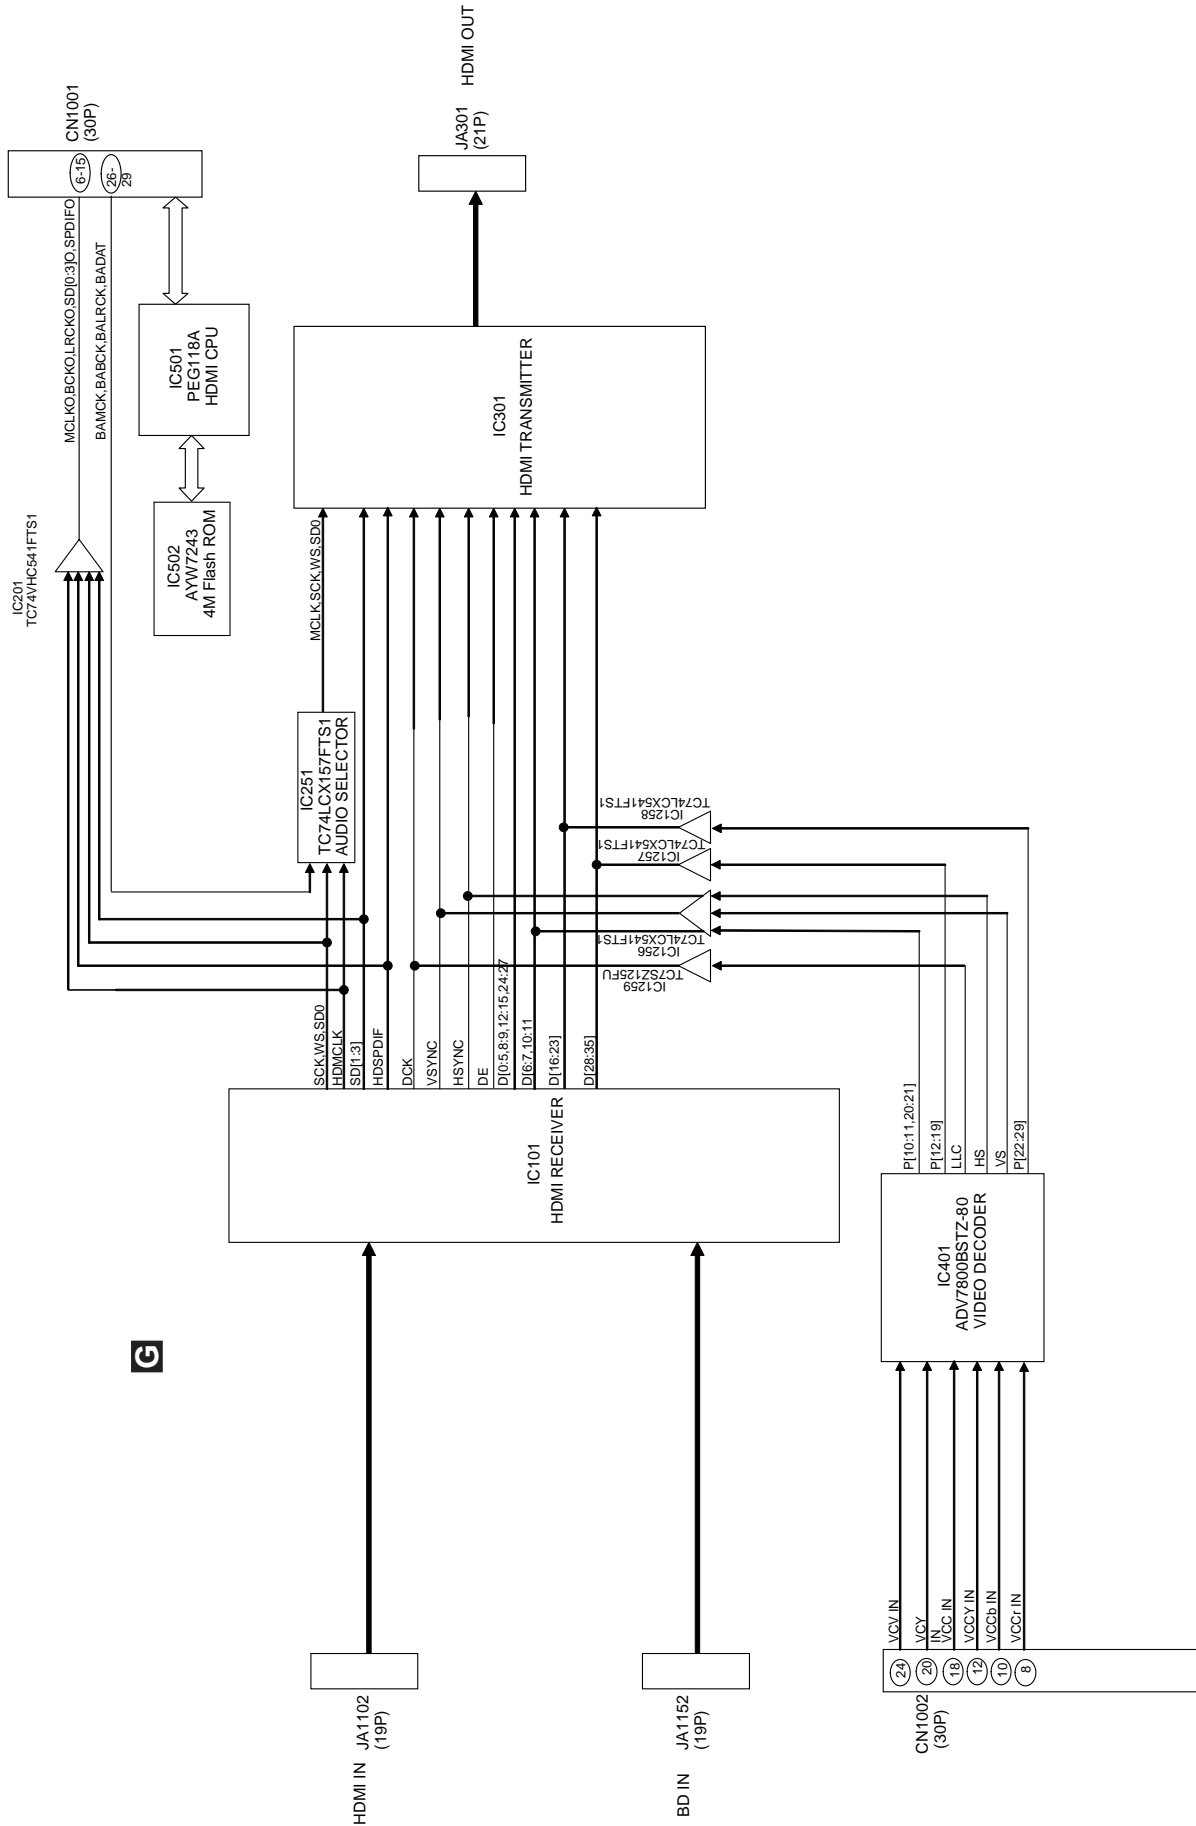 G
HDMI IN
JA1102
(19P)
BD IN
JA1152
(19P)
CN1002
(30P)
24
20
18
12
10
8
VCV IN
VCY
IN
VCC IN
VCCY IN
VCCb IN
VCCr IN
IC101
HDMI RECEIVER
IC401
ADV7800BSTZ-80
VIDEO DECODER
SCK,WS,SD0
HDMCLK
SD[1:3]
HDSPDIF
DCK
VSYNC
HSYNC
DE
D[0:5,8:9,12:15,24:27
D[6:7,10:11
D[16:23]
D[28:35]
P[10:11,20:21]
P[12:19]
LLC
HS
VS
P[22:29]
IC1259
TC7SZ125FU
IC1256
TC74LCX541FTS1
IC1257
TC74LCX541FTS1
IC1258
TC74LCX541FTS1
IC251
TC74LCX157FTS1
AUDIO SELECTOR
MCLK,SCK,WS,SD0
IC201
TC74VHC541FTS1
IC502
AYW7243
4M Flash ROM
IC501
PEG118A
HDMI CPU
MCLKO,BCKO,LRCKO,SD[0:3]O,SPDIFO
BAMCK,BABCK,BALRCK,BADAT
IC301
HDMI TRANSMITTER
6-15
26-
29
CN1001
(30P)
JA301
(21P)
HDMI OUT